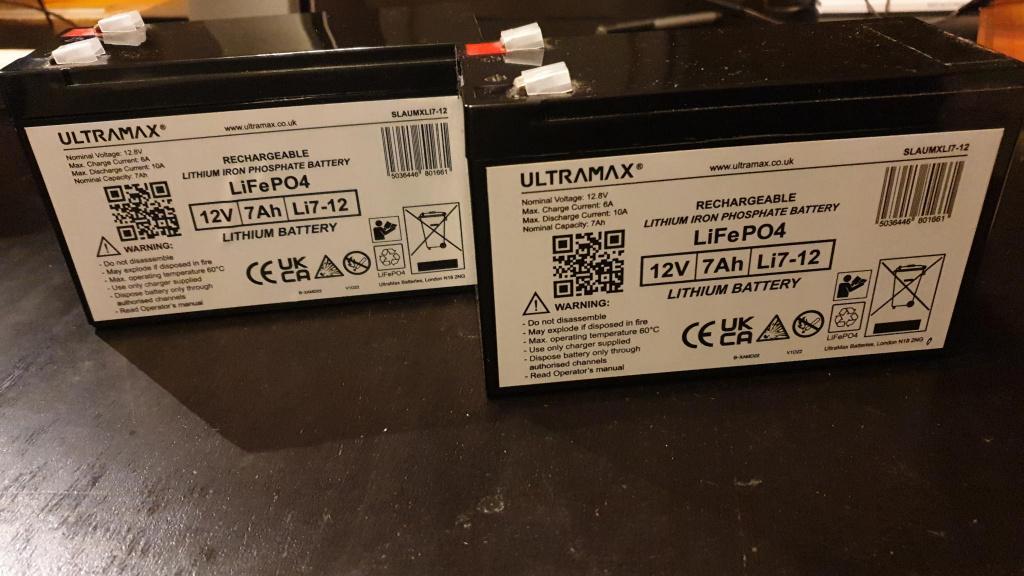 ULTRAMAX®
www.ultramax.co.uk
SLAUMXLI7-12
Nominal Voltage: 12.8V
Max. Charge Current: 6A
Max. Discharge Current: 10A
Nominal Capacity: 7Ah
RECHARGEABLE
LITHIUM IRON PHOSPHATE BATTERY
LiFePO4
12V 7Ah Li7-12
LITHIUM BATTERY
5036446 801661
WARNING:
- Do not disassemble
- May explode if disposed in fire
- Max. operating temperature 60°C
- Use only charger supplied
- Dispose battery only through
authorised channels
- Read Operator's manual
CE UK
CA
LiFePO4
V1O22
UltraMax Batteries, London N18 2NG
ULTRAMAX®
www.ultramax.co.uk
SLAUMXLI7-12
Nominal Voltage: 12.8V
Max. Charge Current: 6A
Max. Discharge Current: 10A
Nominal Capacity: 7Ah
RECHARGEABLE
LITHIUM IRON PHOSPHATE BATTERY
LiFePO4
12V 7Ah Li7-12
LITHIUM BATTERY
5036446 801661
WARNING:
- Do not disassemble
- May explode if disposed in fire
- Max. operating temperature 60°C
- Use only charger supplied
- Dispose battery only through
authorised channels
- Read Operator's manual
CE UK
CA
LiFePO4
V1O22
UltraMax Batteries, London N18 2NG